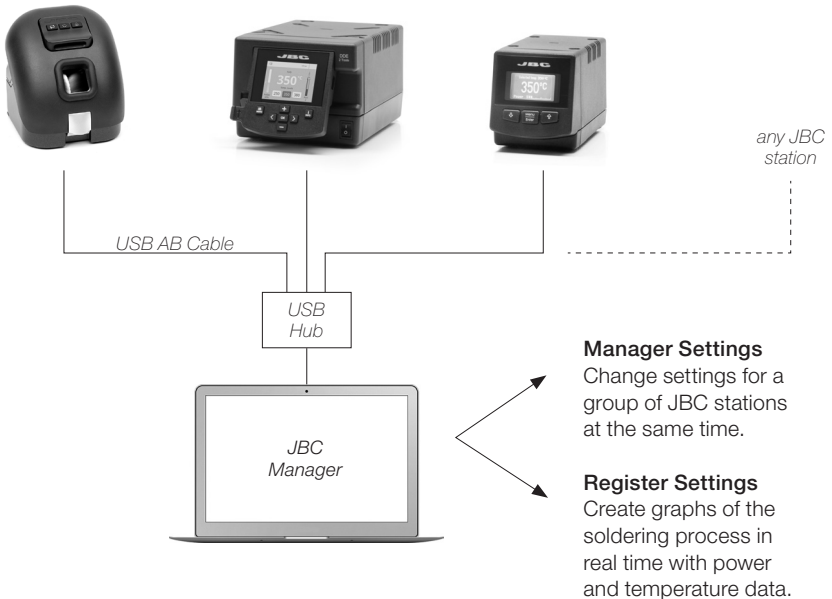 JBC
350°
JBC
350°C
any JBC
station
USB AB Cable
USB
Hub
JBC
Manager
Manager Settings
Change settings for a
group of JBC stations
at the same time.
Register Settings
Create graphs of the
soldering process in
real time with power
and temperature data.